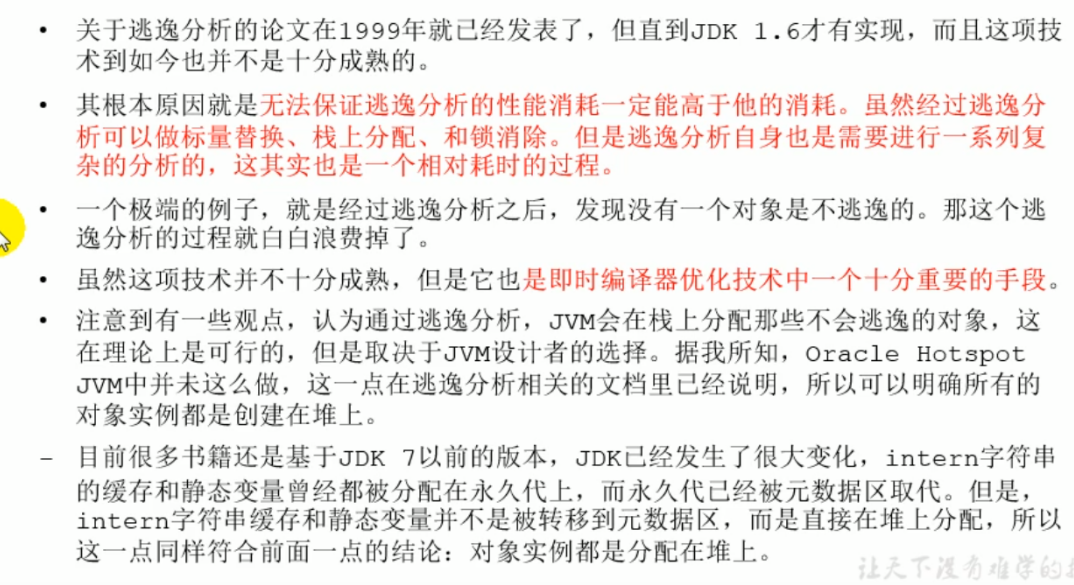 • 关于逃逸分析的论文在1999年就已经发表了，但直到JDK 1.6才有实现，而且这项技
术到如今也并不是十分成熟的。
• 其根本原因就是无法保证逃逸分析的性能消耗一定能高于他的消耗。虽然经过逃逸分
析可以做标量替换、栈上分配、和锁消除。但是逃逸分析自身也是需要进行一系列复
杂的分析的，这其实也是一个相对耗时的过程。
• 一个极端的例子，就是经过逃逸分析之后，发现没有一个对象是不逃逸的。那这个逃
逸分析的过程就白白浪费掉了。
• 虽然这项技术并不十分成熟，但是它也是即时编译器优化技术中一个十分重要的手段。
• 注意到有一些观点，认为通过逃逸分析，JVM会在栈上分配那些不会逃逸的对象，这
在理论上是可行的，但是取决于JVM设计者的选择。据我所知，Oracle Hotspot
JVM中并未这么做，这一点在逃逸分析相关的文档里已经说明，所以可以明确所有的
对象实例都是创建在堆上。
– 目前很多书籍还是基于JDK 7以前的版本，JDK已经发生了很大变化，intern字符串
的缓存和静态变量曾经都被分配在永久代上，而永久代已经被元数据区取代。但是，
intern字符串缓存和静态变量并不是被转移到元数据区，而是直接在堆上分配，所以
这一点同样符合前面一点的结论：对象实例都是分配在堆上。
让天下没有难学的